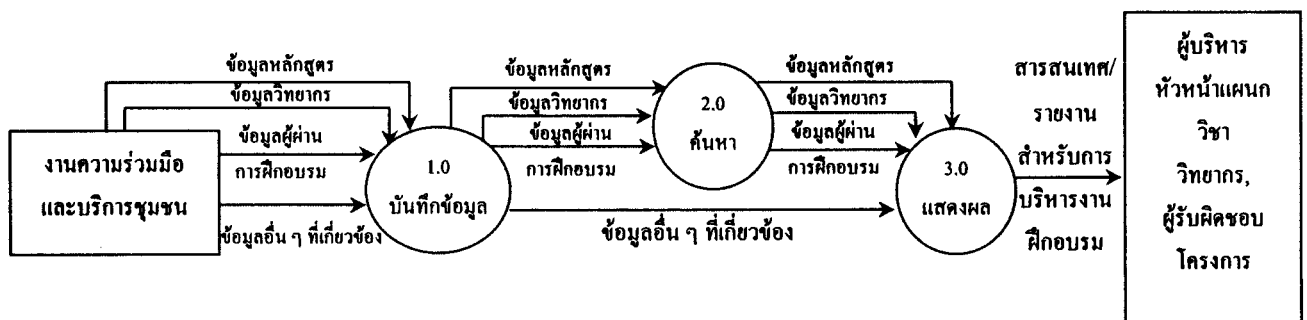 งานความร่วมมือ
และบริการชุมชน
ข้อมูลหลักสูตร
ข้อมูลวิทยากร
ข้อมูลผู้ผ่าน
การฝึกอบรม
ข้อมูลอื่น ๆ ที่เกี่ยวข้อง
1.0
บันทึกข้อมูล
ข้อมูลหลักสูตร
ข้อมูลวิทยากร
ข้อมูลผู้ผ่าน
การฝึกอบรม
ข้อมูลอื่น ๆ ที่เกี่ยวข้อง
2.0
ค้นหา
ข้อมูลหลักสูตร
ข้อมูลวิทยากร
ข้อมูลผู้ผ่าน
การฝึกอบรม
3.0
แสดงผล
สารสนเทศ/
รายงาน
สำหรับการ
บริหารงาน
ฝึกอบรม
ผู้บริหาร
หัวหน้าแผนก
วิชา
วิทยากร,
ผู้รับผิดชอบ
โครงการ